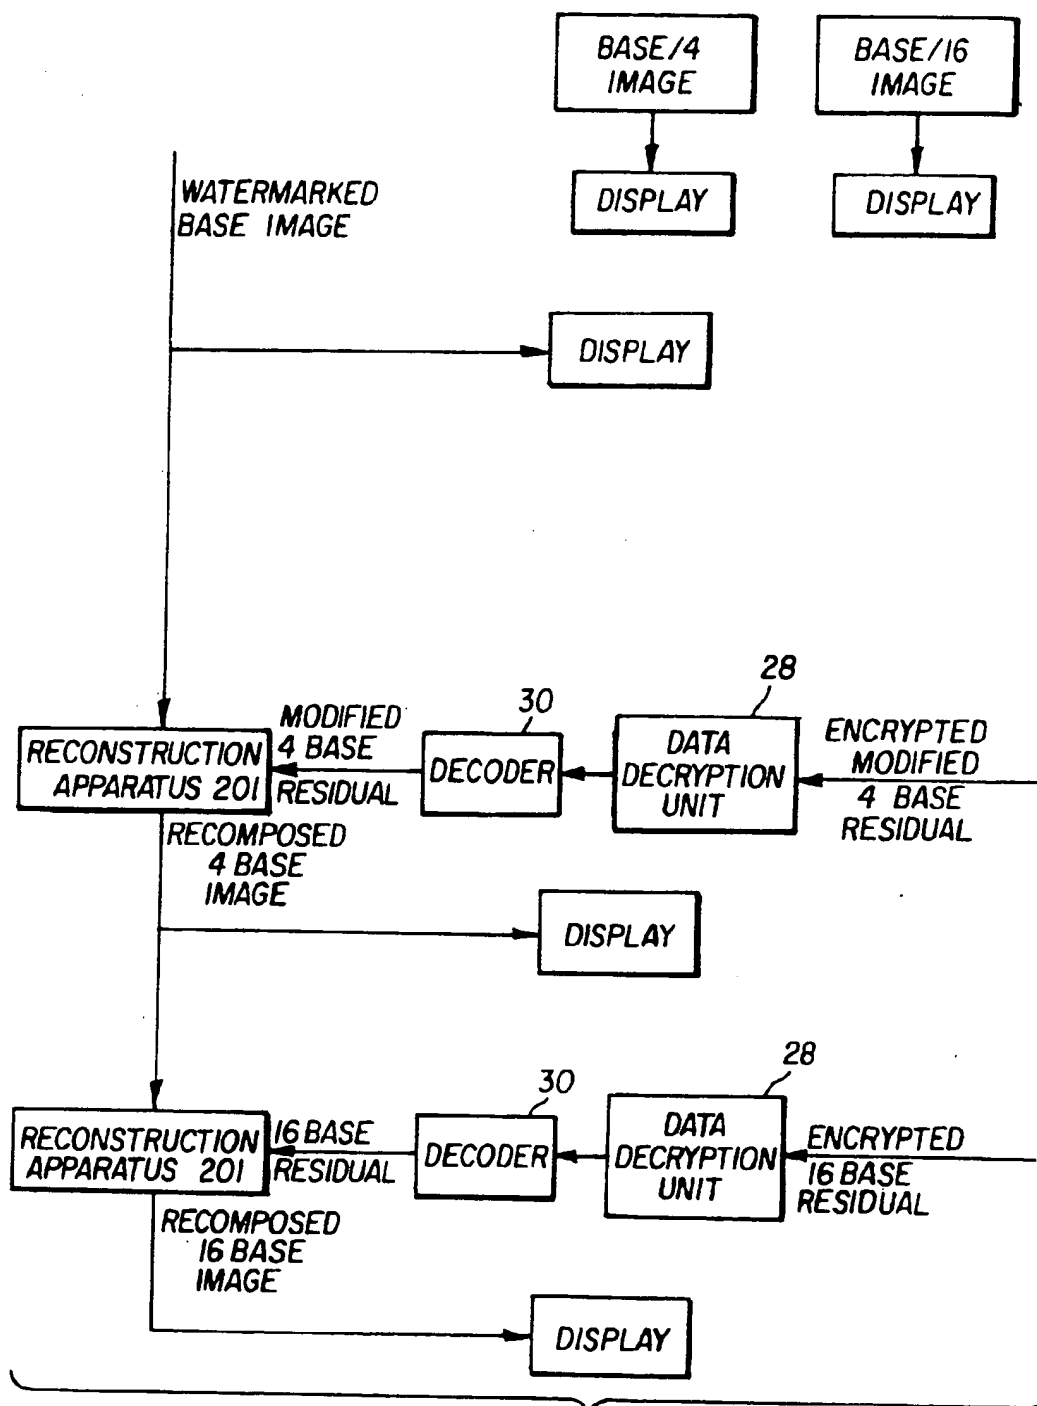 BASE/4
IMAGE
BASE/16
IMAGE
DISPLAY
DISPLAY
WATERMARKED
BASE IMAGE
DISPLAY
28
30
MODIFIED
4 BASE
RESIDUAL
RECONSTRUCTION
APPARATUS 201
DECODER
DATA
DECRYPTION
UNIT
ENCRYPTED
MODIFIED
4 BASE
RESIDUAL
RECOMPOSED
4 BASE
IMAGE
DISPLAY
28
30
RECONSTRUCTION
APPARATUS 201
16 BASE
RESIDUAL
DECODER
DATA
DECRYPTION
UNIT
ENCRYPTED
16 BASE
RESIDUAL
RECOMPOSED
16 BASE
IMAGE
DISPLAY